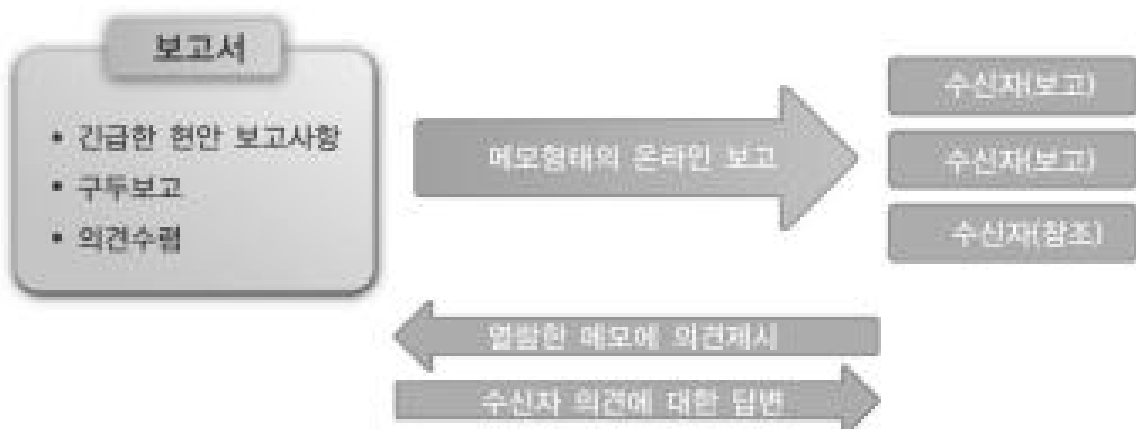 보고서
• 긴급한 현안 보고사항
• 구두보고
• 의견수렴
메모형태의 온라인 보고
수신자(보고)
수신자(보고)
수신자(참조)
열람한 메모에 의견제시
수신자 의견에 대한 답변